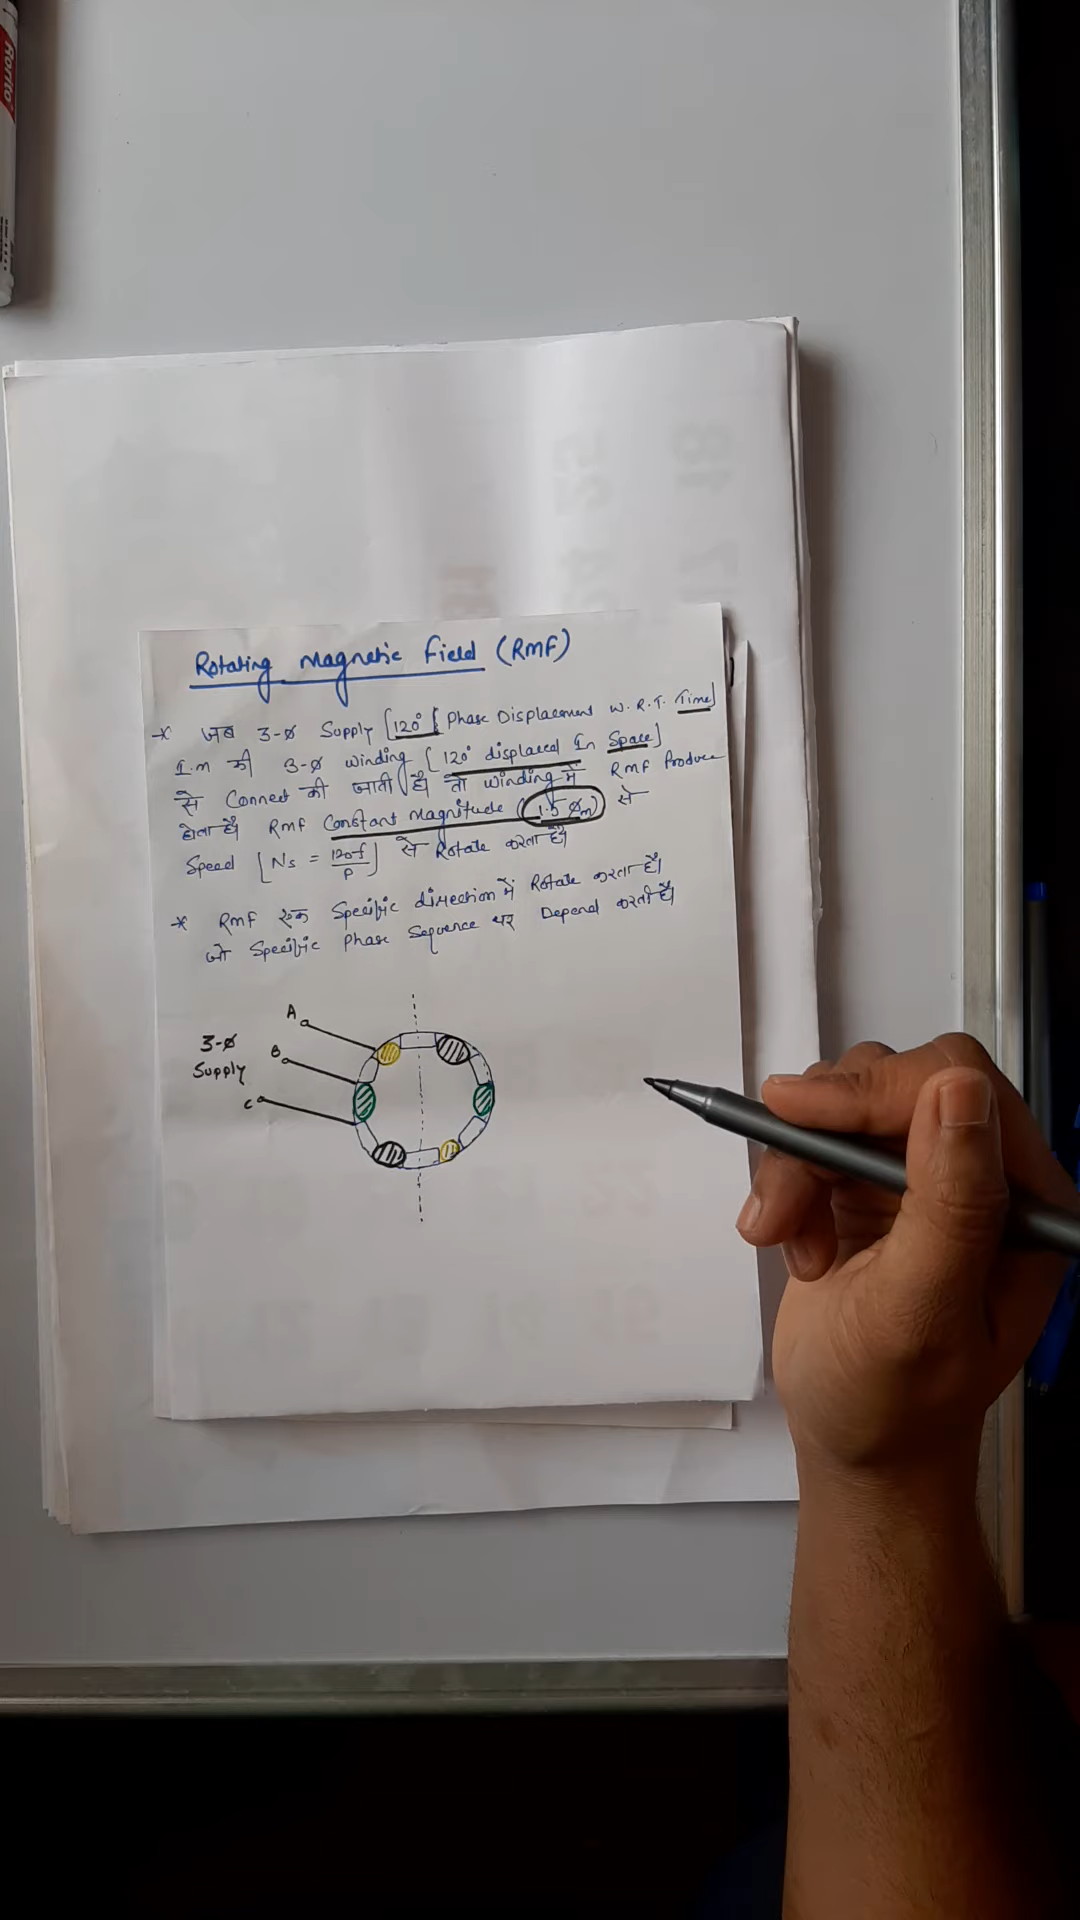 Rorito
Rotating Magnetic Field (RMF)
* जब 3-Ø Supply [120° Phase Displacement W.R.T. Time]
I.m की 3-Ø Winding [120° displaced In Space]
से Connect की जाती है। तो Winding में RMF Produce
होता है। RMF Constant Magnitude (1.5 Øm) से
Speed [Ns = 120f/P] से Rotate करता है।
* RMF एक Specific direction में Rotate करता है।
जो Specific Phase Sequence पर Depend करती है।
A
3-Ø
Supply
B
C